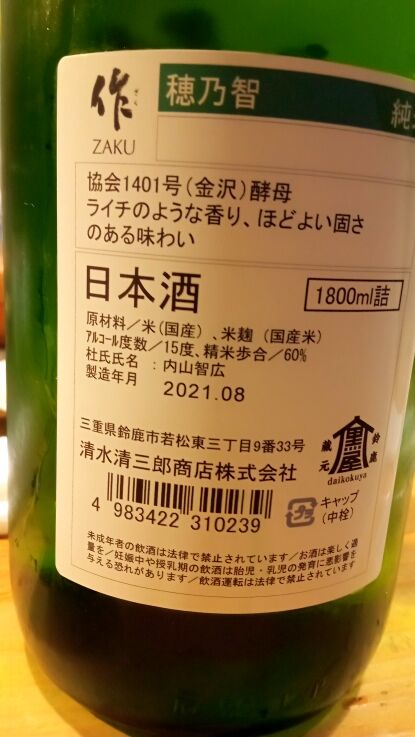 作 ざく
ZAKU
穂乃智
純
協会1401号(金沢)酵母
ライチのような香り、ほどよい固さ
のある味わい
日本酒
1800ml詰
原材料/米(国産)、米麹(国産米)
アルコール度数/15度、精米歩合/60%
杜氏氏名:内山智広
製造年月 2021.08
三重県鈴鹿市若松東三丁目9番33号
清水清三郎商店株式会社
鈴鹿
蔵元
daikokuya
4 983422 310239
キャップ
(中栓)
未成年者の飲酒は法律で禁止されています/お酒は楽しく適
量を/妊娠中や授乳期の飲酒は胎児・乳児の発育に悪影響を
与える恐れがあります/飲酒運転は法律で禁止されています